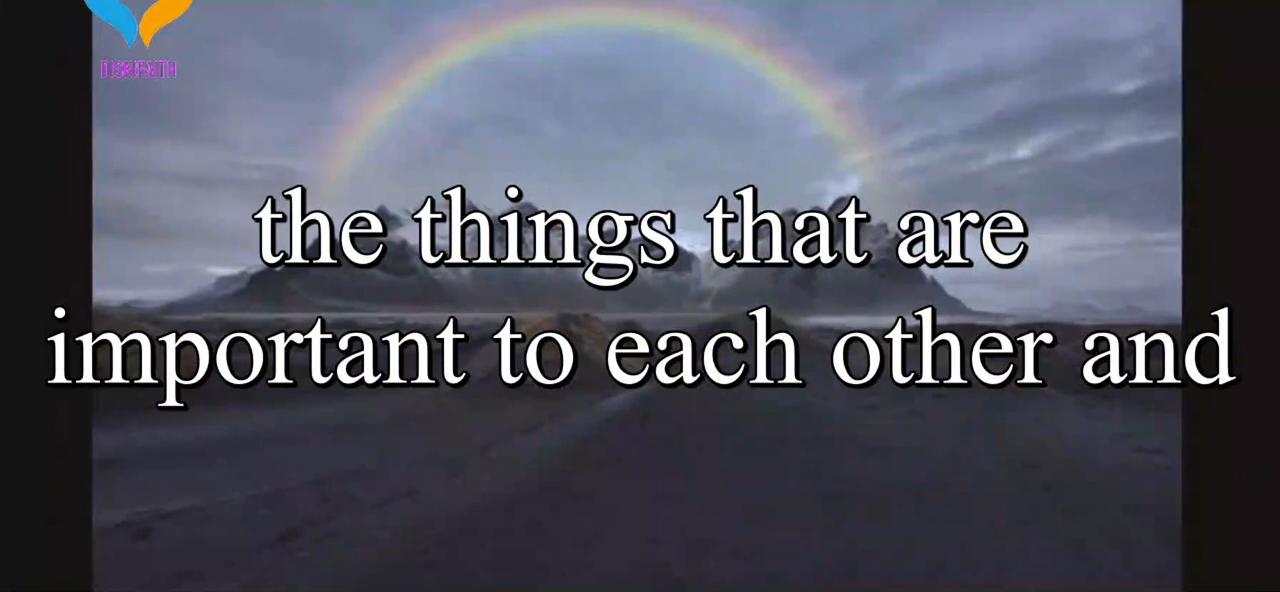 the things that are
important to each other and